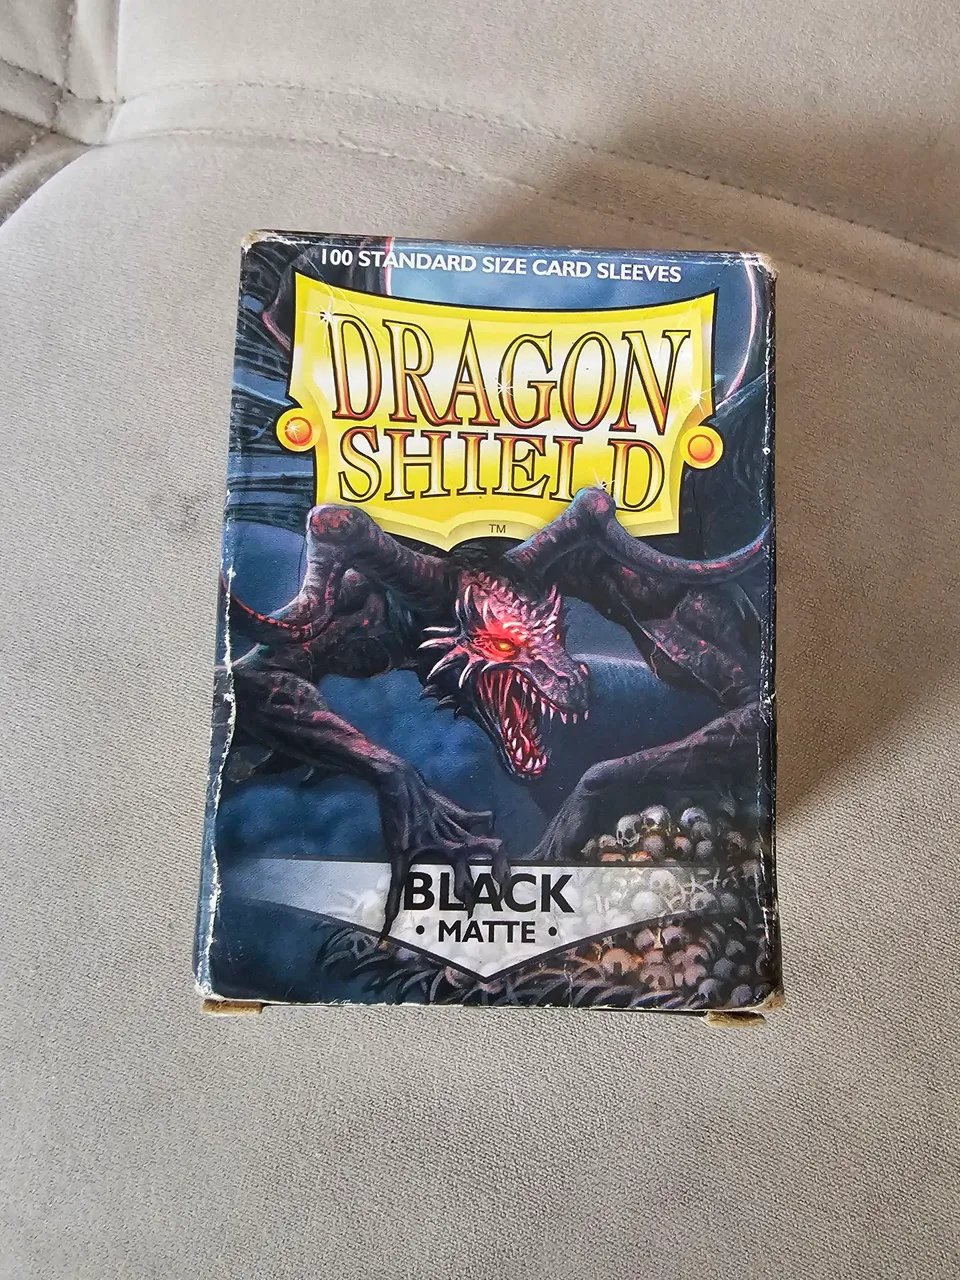 100 STANDARD SIZE CARD SLEEVES
DRAGON
SHIELD
TM
BLACK
• MATTE •